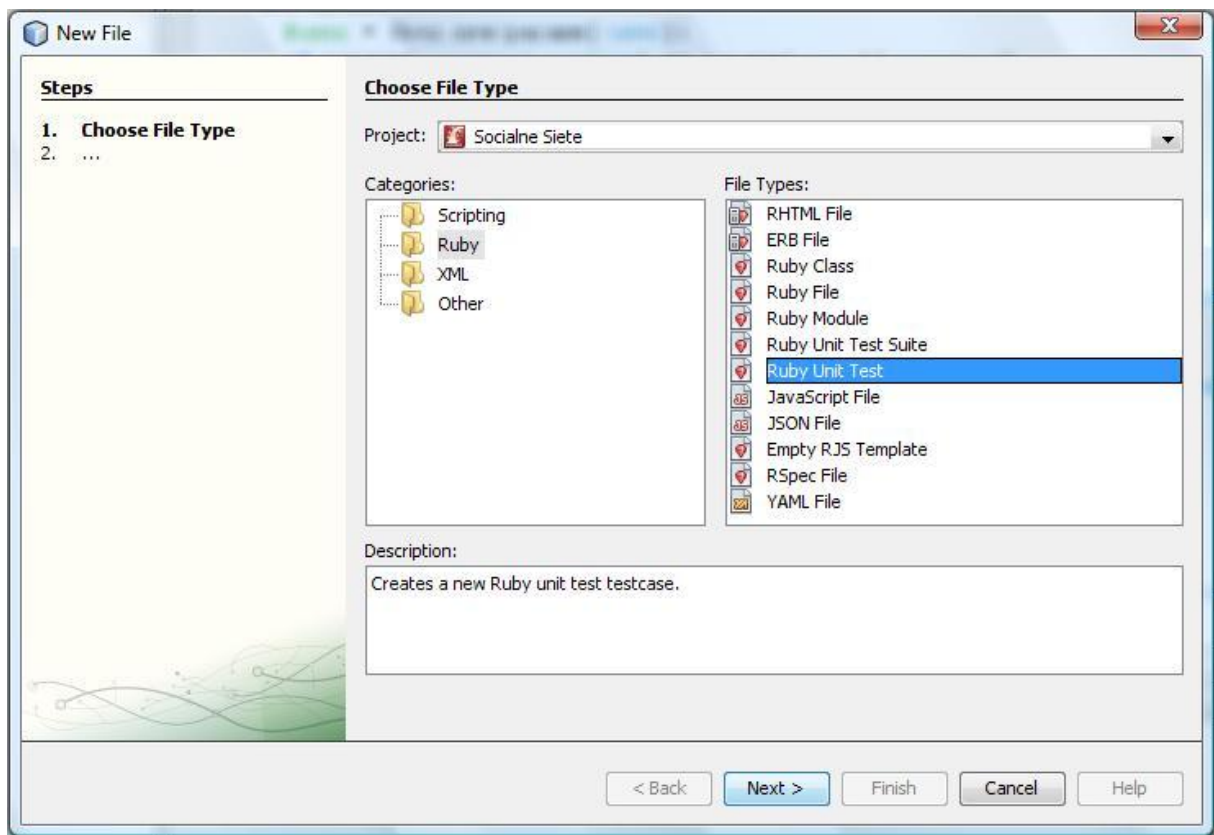 New File
Steps
1. Choose File Type
2. ...
Choose File Type
Project: Socialne Siete
Categories:
Scripting
Ruby
XML
Other
File Types:
RHTML File
ERB File
Ruby Class
Ruby File
Ruby Module
Ruby Unit Test Suite
Ruby Unit Test
JavaScript File
JSON File
Empty RJS Template
RSpec File
YAML File
Description:
Creates a new Ruby unit test testcase.
< Back Next > Finish Cancel Help